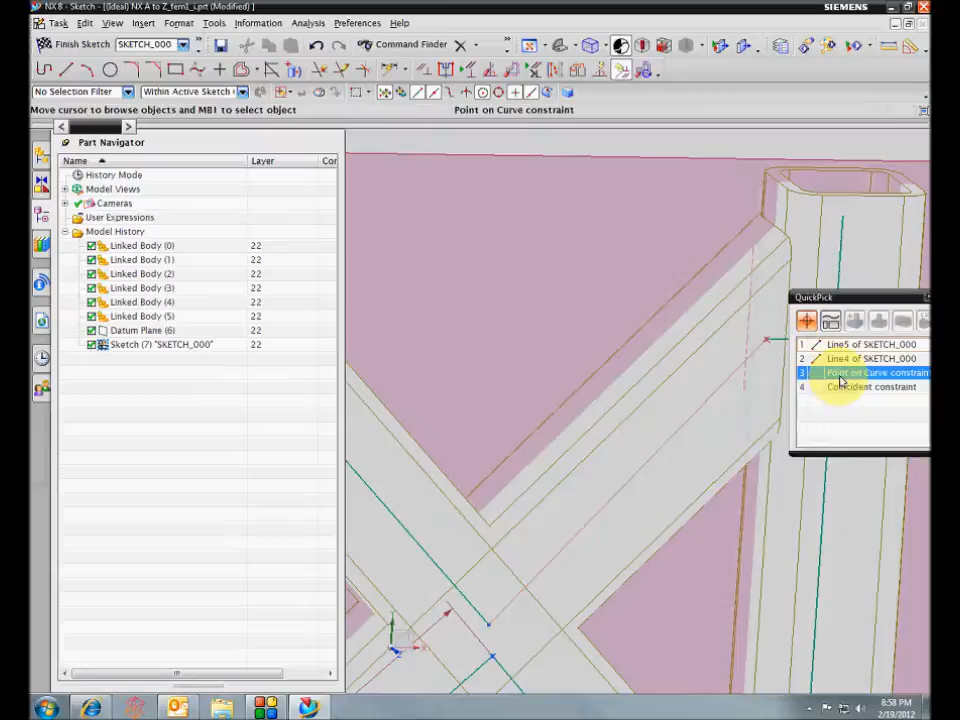 NX 8 - Sketch - [(Ideal) NX A to Z_fem1_i.prt (Modified) ]
SIEMENS
Task Edit View Insert Format Tools Information Analysis Preferences Help
Finish Sketch SKETCH_000 Command Finder
No Selection Filter Within Active Sketch
Move cursor to browse objects and MB1 to select object
Point on Curve constraint
Part Navigator
Name Layer Cor
History Mode
Model Views
Cameras
User Expressions
Model History
Linked Body (0) 22
Linked Body (1) 22
Linked Body (2) 22
Linked Body (3) 22
Linked Body (4) 22
Linked Body (5) 22
Datum Plane (6) 22
Sketch (7) "SKETCH_000" 22
QuickPick
1 Line5 of SKETCH_000
2 Line4 of SKETCH_000
3 Point on Curve constrain
4 Coincident constraint
8:58 PM
2/19/2012